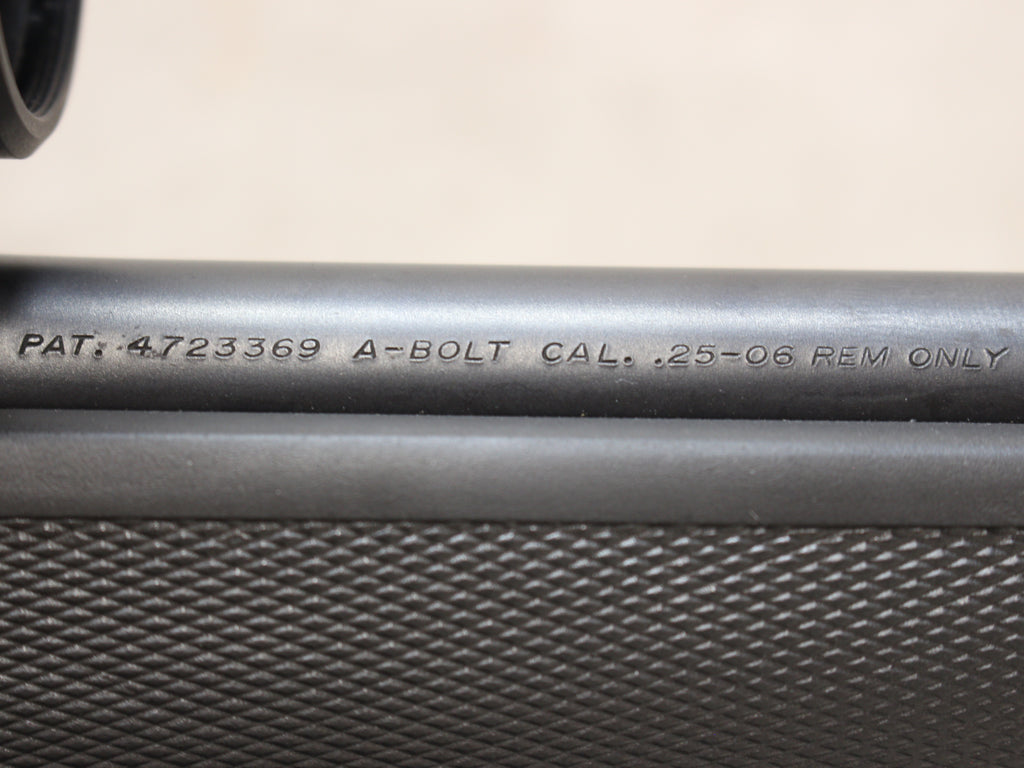 PAT. 4723369 A-BOLT CAL. .25-06 REM ONLY